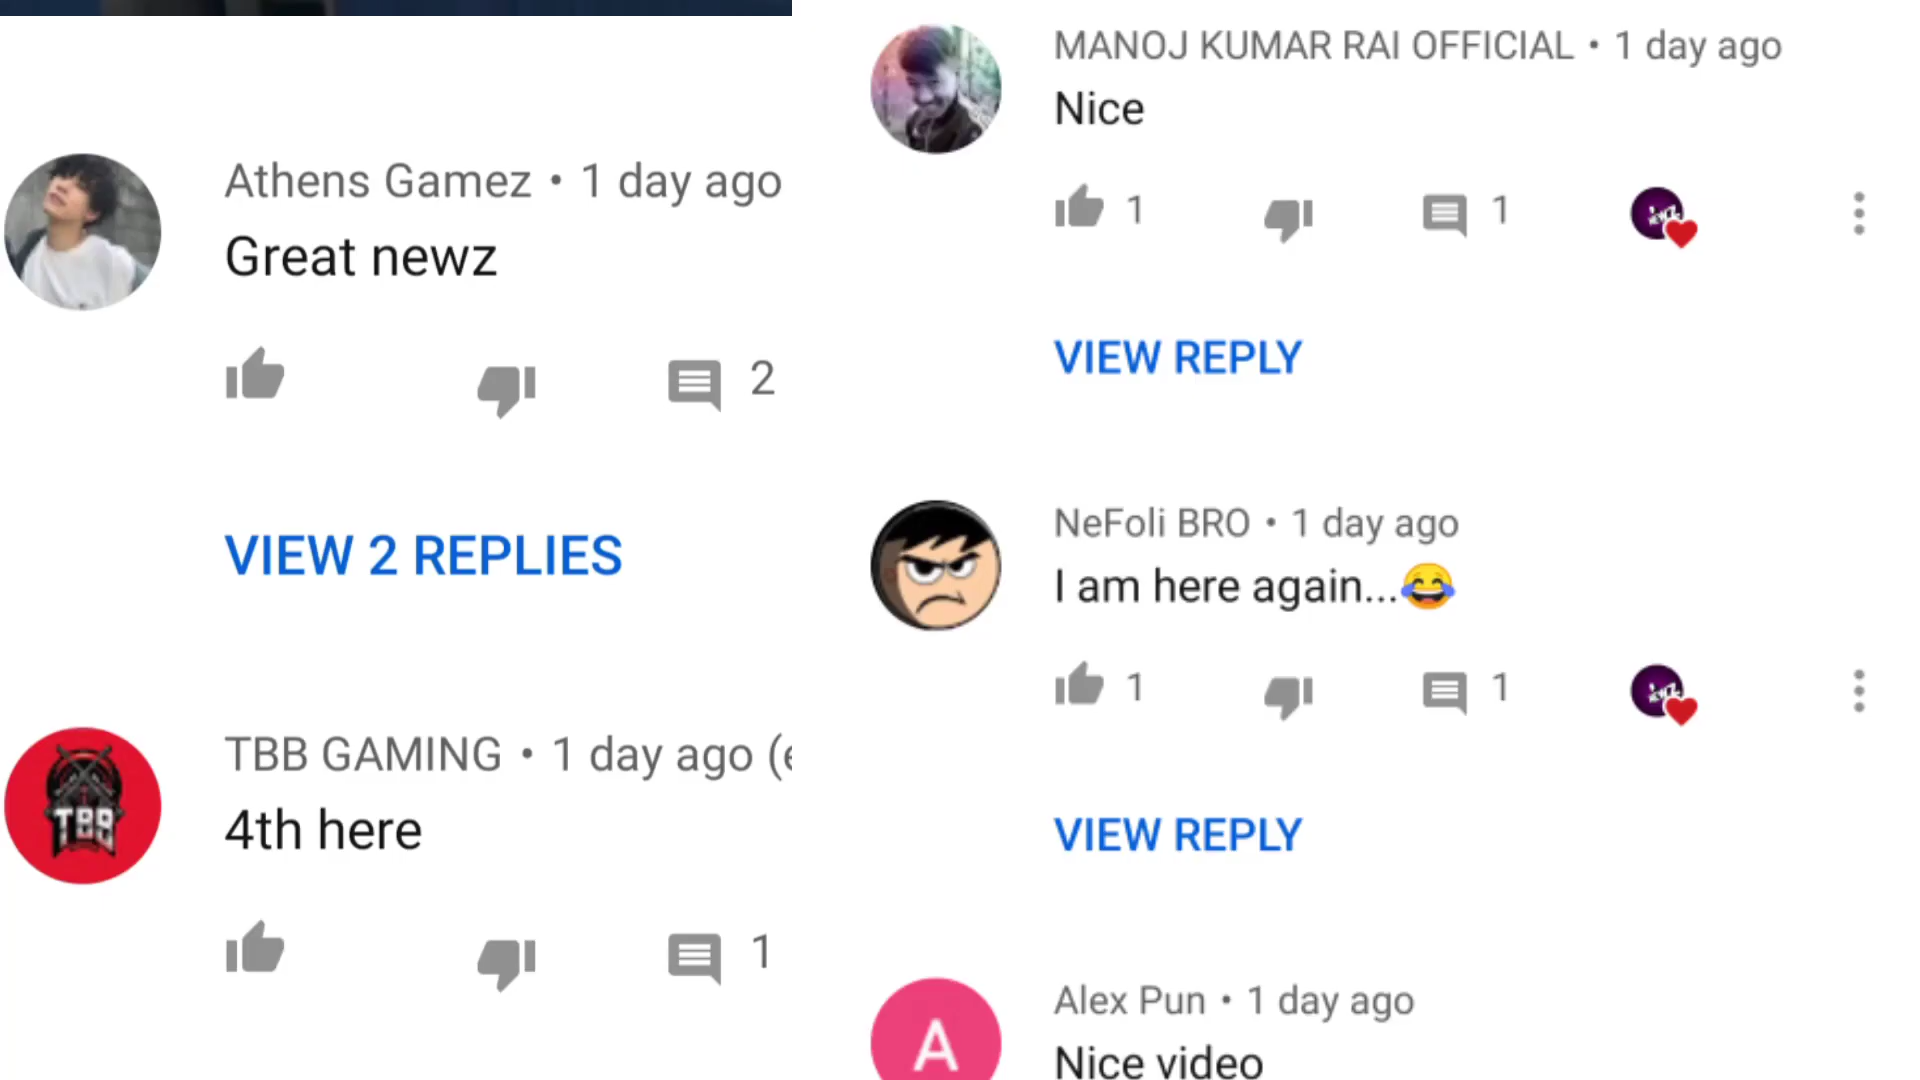 Athens Gamez • 1 day ago
Great newz
2
VIEW 2 REPLIES
TBB GAMING • 1 day ago (e
TBB
4th here
1
MANOJ KUMAR RAI OFFICIAL • 1 day ago
Nice
1 1
VIEW REPLY
NeFoli BRO • 1 day ago
I am here again...😂
1 1
VIEW REPLY
A
Alex Pun • 1 day ago
Nice video